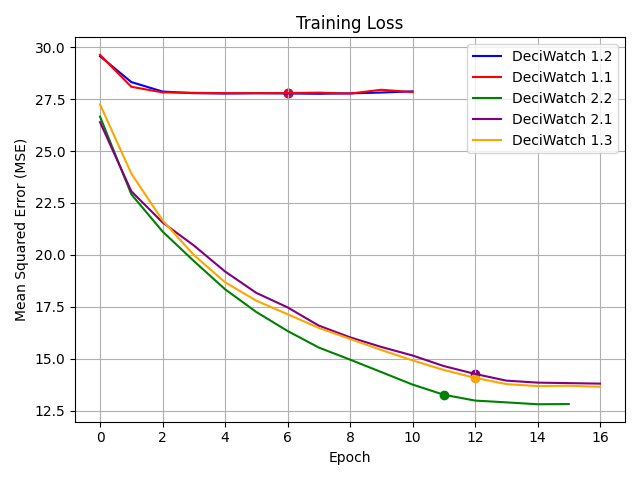 Training Loss
Mean Squared Error (MSE)
30.0
27.5
25.0
22.5
20.0
17.5
15.0
12.5
DeciWatch 1.2
DeciWatch 1.1
DeciWatch 2.2
DeciWatch 2.1
DeciWatch 1.3
0 2 4 6 8 10 12 14 16
Epoch